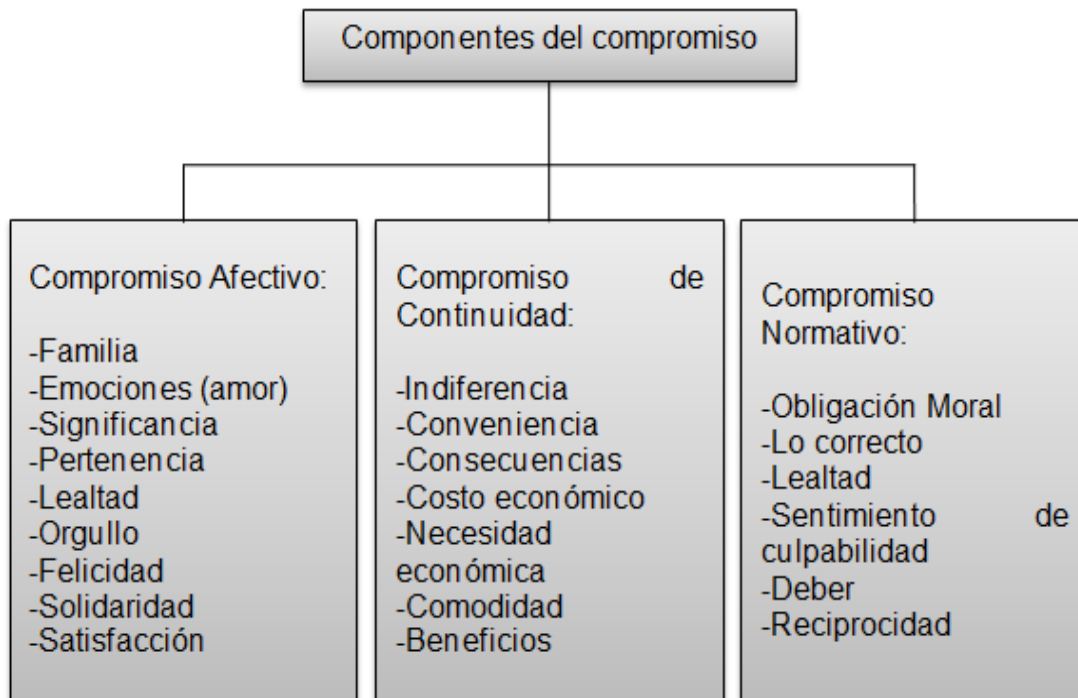 Componentes del compromiso
Compromiso Afectivo:
-Familia
-Emociones (amor)
-Significancia
-Pertenencia
-Lealtad
-Orgullo
-Felicidad
-Solidaridad
-Satisfacción
Compromiso de
Continuidad:
-Indiferencia
-Conveniencia
-Consecuencias
-Costo económico
-Necesidad
económica
-Comodidad
-Beneficios
Compromiso
Normativo:
-Obligación Moral
-Lo correcto
-Lealtad
-Sentimiento de
culpabilidad
-Deber
-Reciprocidad